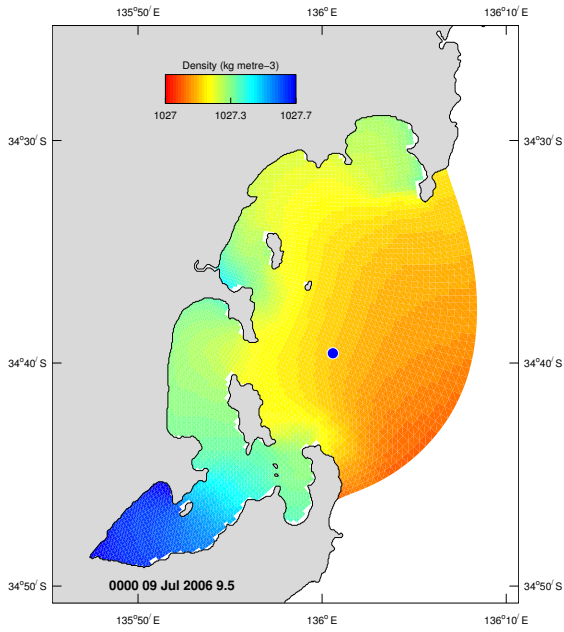 135°50′ E 136° E 136°10′ E
Density (kg metre−3)
1027 1027.3 1027.7
34°30′ S 34°30′ S
34°40′ S 34°40′ S
34°50′ S 34°50′ S
0000 09 Jul 2006 9.5
135°50′ E 136° E 136°10′ E